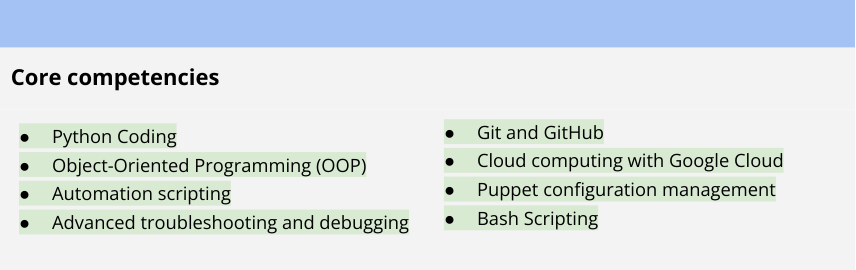 Core competencies
● Python Coding
● Object-Oriented Programming (OOP)
● Automation scripting
● Advanced troubleshooting and debugging
● Git and GitHub
● Cloud computing with Google Cloud
● Puppet configuration management
● Bash Scripting